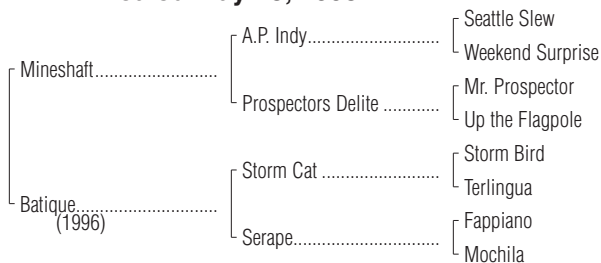 A.P. Indy
Seattle Slew
Weekend Surprise
Mineshaft
Prospectors Delite
Mr. Prospector
Up the Flagpole
Batique
(1996)
Storm Cat
Storm Bird
Terlingua
Serape
Fappiano
Mochila